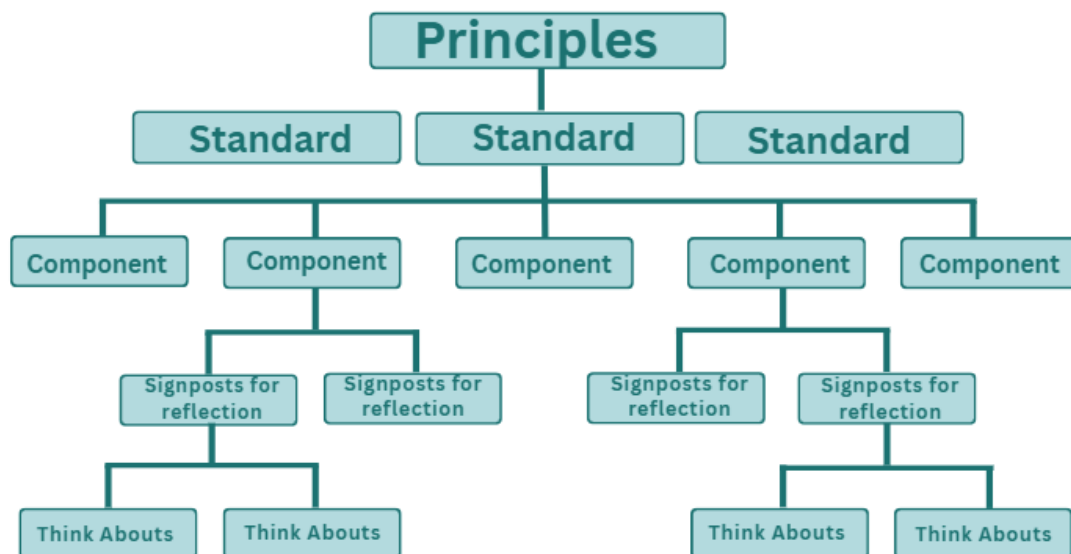 Principles
Standard
Standard
Standard
Component
Component
Component
Component
Component
Signposts for
reflection
Signposts for
reflection
Signposts for
reflection
Signposts for
reflection
Think Abouts
Think Abouts
Think Abouts
Think Abouts